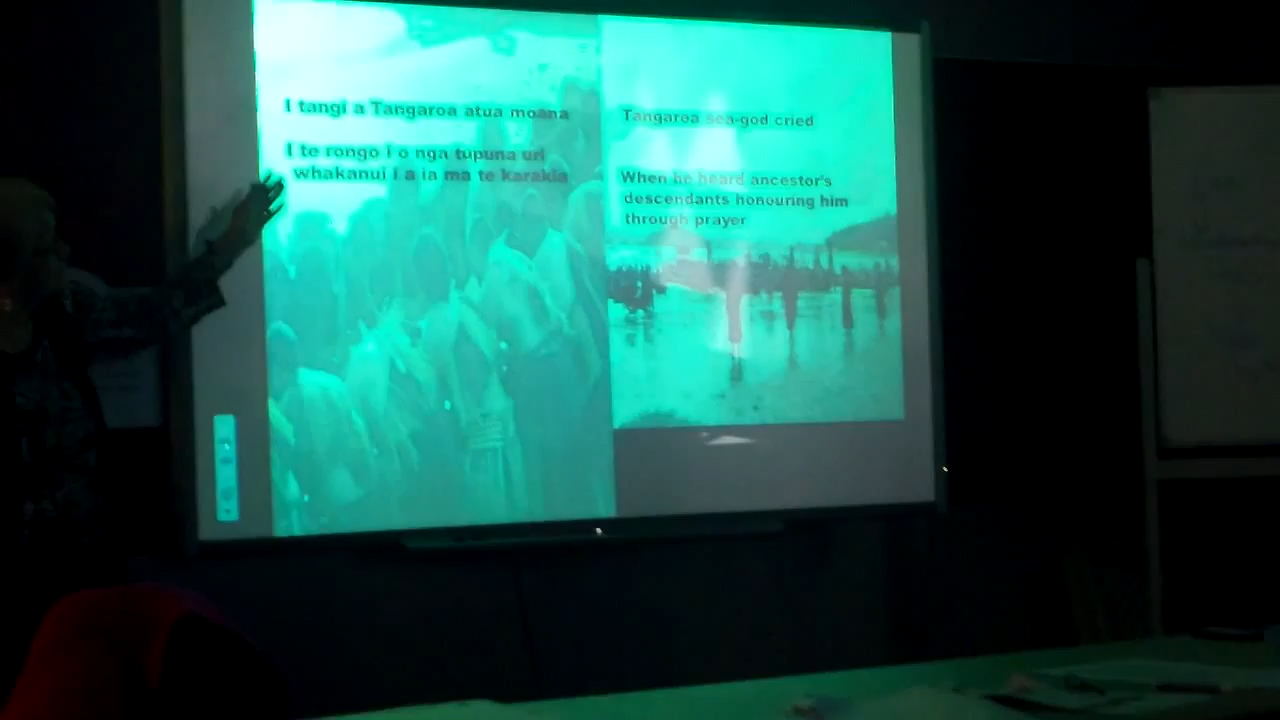 I tangi a Tangaroa atua moana
I te rongo i o nga tupuna uri
whakanui i a ia ma te karakia
Tangaroa sea-god cried
When he heard ancestor's
descendants honouring him
through prayer